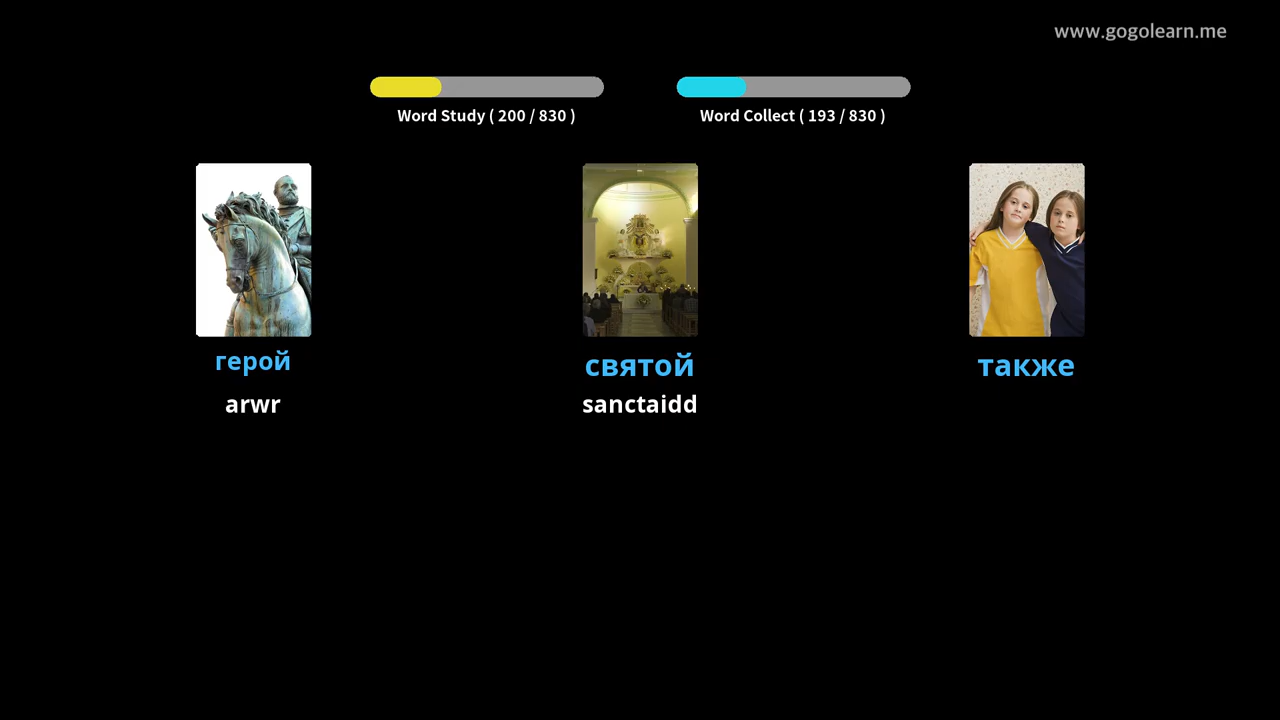 www.gogolearn.me
Word Study ( 200 / 830 )
Word Collect ( 193 / 830 )
герой
святой
также
arwr
sanctaidd